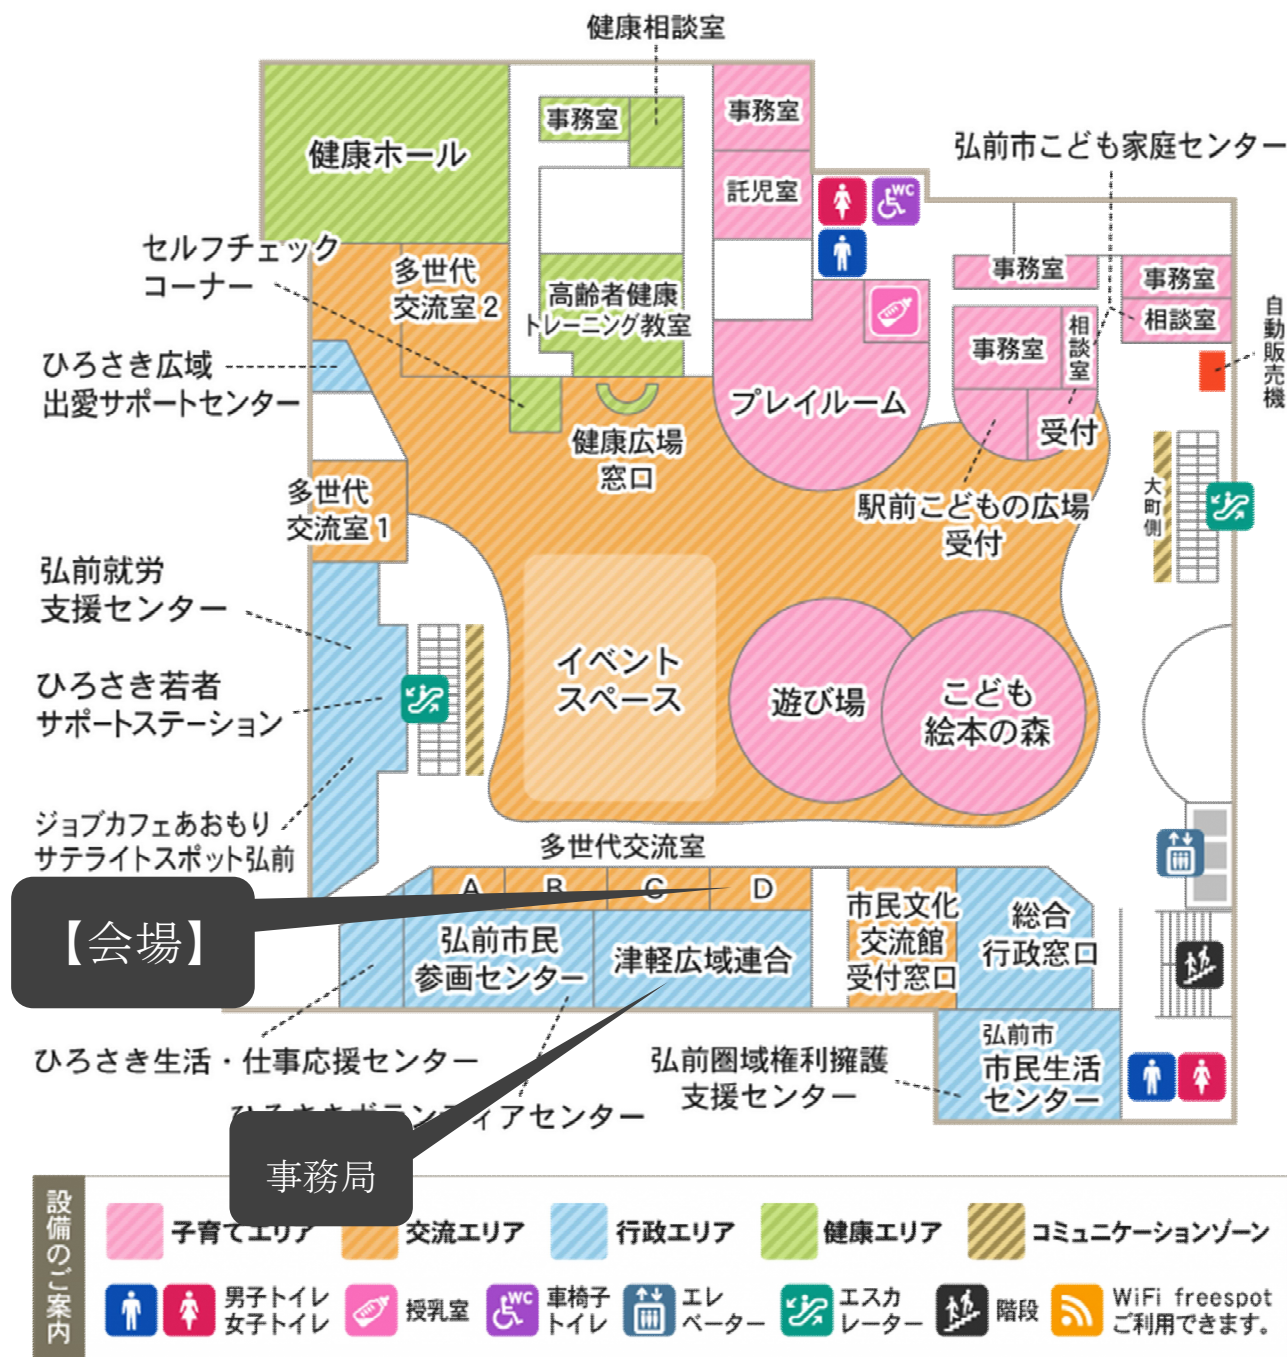 健康相談室
健康ホール
事務室
事務室
託児室
WC
弘前市こども家庭センター
セルフチェック
コーナー
多世代
交流室2
高齢者健康
トレーニング教室
事務室
事務室
相談室
事務室
相談室
自動販売機
ひろさき広域
出愛サポートセンター
プレイルーム
受付
健康広場
窓口
多世代
交流室1
駅前こどもの広場
受付
大町側
弘前就労
支援センター
ひろさき若者
サポートステーション
イベント
スペース
遊び場
こども
絵本の森
ジョブカフェあおもり
サテライトスポット弘前
多世代交流室
A B C D
【会場】
弘前市民
参画センター
津軽広域連合
市民文化
交流館
受付窓口
総合
行政窓口
ひろさき生活・仕事応援センター
弘前圏域権利擁護
支援センター
弘前市
市民生活
センター
ィアセンター
事務局
設備のご案内
子育てエリア
交流エリア
行政エリア
健康エリア
コミュニケーションゾーン
男子トイレ
女子トイレ
授乳室
WC
車椅子
トイレ
エレ
ベーター
エスカ
レーター
階段
WiFi freespot
ご利用できます。